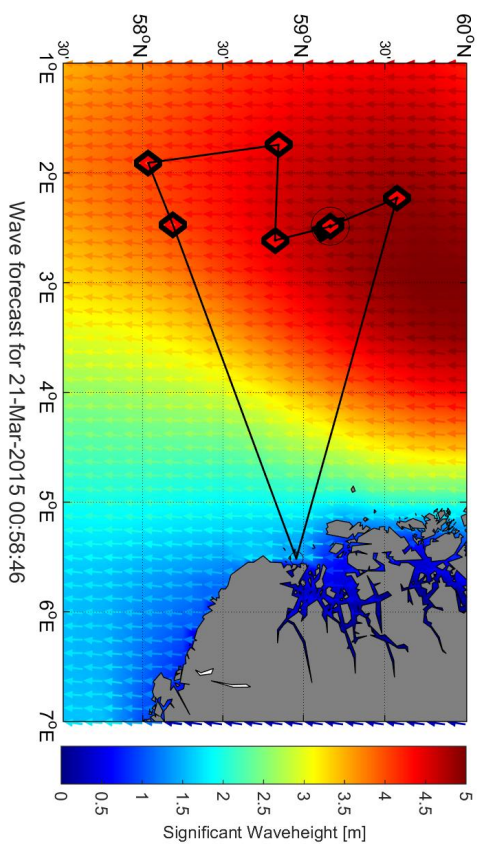 60°N
30'
59°N
30'
58°N
30'
1°E
2°E
3°E
4°E
5°E
6°E
7°E
Wave forecast for 21-Mar-2015 00:58:46
0
0.5
1
1.5
2
2.5
3
3.5
4
4.5
5
Significant Waveheight [m]